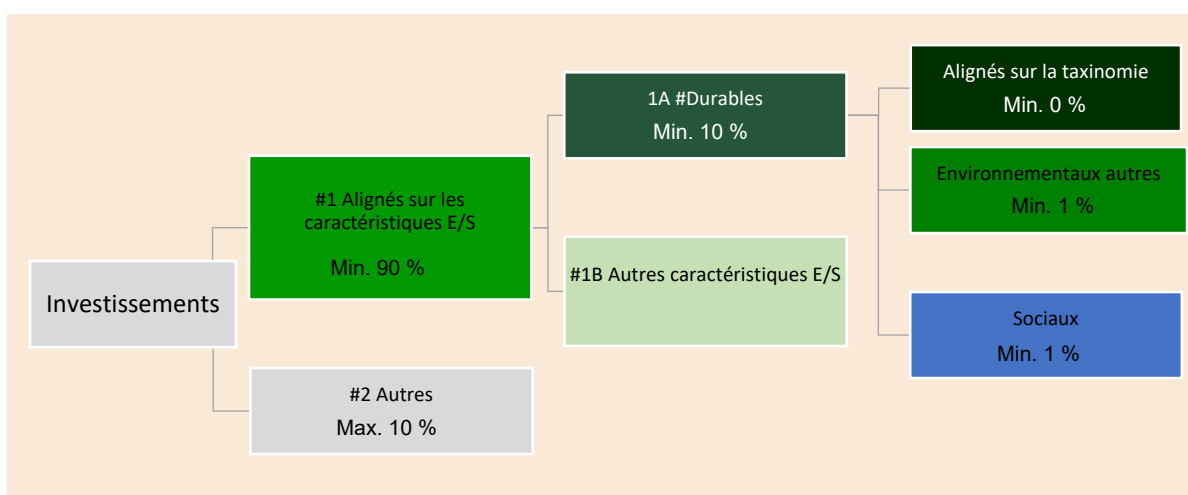 Investissements
#1 Alignés sur les
caractéristiques E/S
Min. 90 %
#2 Autres
Max. 10 %
1A #Durables
Min. 10 %
#1B Autres caractéristiques E/S
Alignés sur la taxinomie
Min. 0 %
Environnementaux autres
Min. 1 %
Sociaux
Min. 1 %